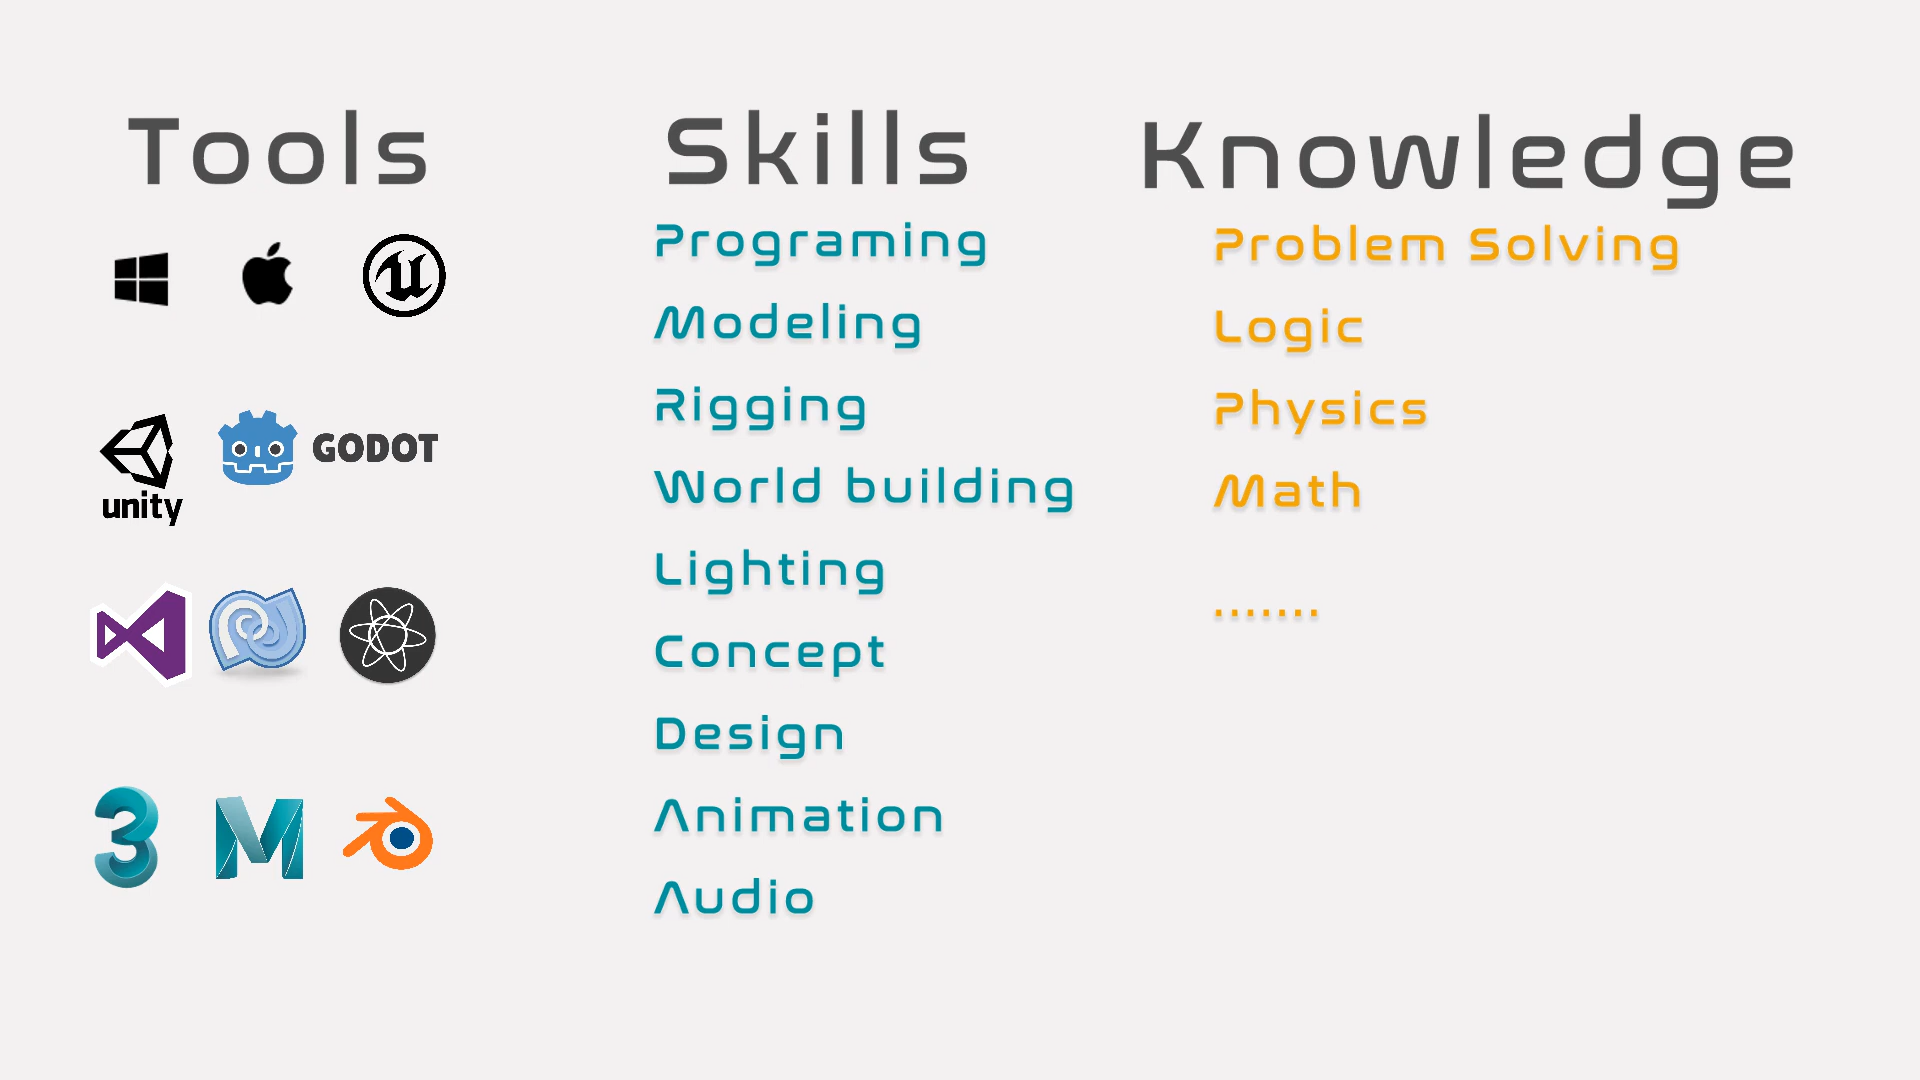 Tools
unity
GODOT
Skills
Programing
Modeling
Rigging
World building
Lighting
Concept
Design
Animation
Audio
Knowledge
Problem Solving
Logic
Physics
Math
.......